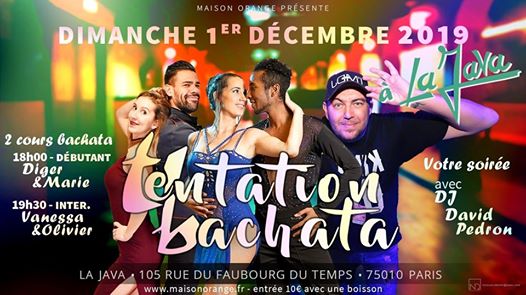 MAISON ORANGE PRÉSENTE
DIMANCHE 1ER DÉCEMBRE 2019
à La Java
2 cours bachata
18h00 - DÉBUTANT
Diger
& Marie
19h30 - INTER.
Vanessa
& Olivier
tentation
bachata
Votre soirée
avec
DJ
David
Pedron
LA JAVA • 105 RUE DU FAUBOURG DU TEMPS • 75010 PARIS
www.maisonorange.fr - entrée 10€ avec une boisson